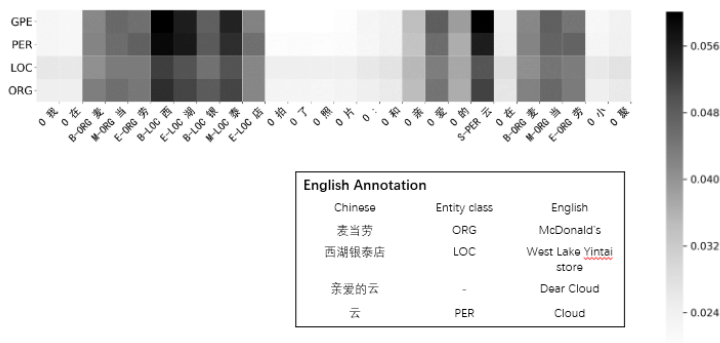 GPE
PER
LOC
ORG
O 我
O 在
B-ORG 麦
M-ORG 当
E-ORG 劳
B-LOC 西
E-LOC 湖
B-LOC 银
M-LOC 泰
E-LOC 店
O 拍
O 了
O 照
O 片
O :
O 和
O 亲
O 爱
O 的
S-PER 云
O 在
B-ORG 麦
M-ORG 当
E-ORG 劳
O 小
O 聚
0.056
0.048
0.040
0.032
0.024
English Annotation
Chinese Entity class English
麦当劳 ORG McDonald's
西湖银泰店 LOC West Lake Yintai
store
亲爱的云 - Dear Cloud
云 PER Cloud